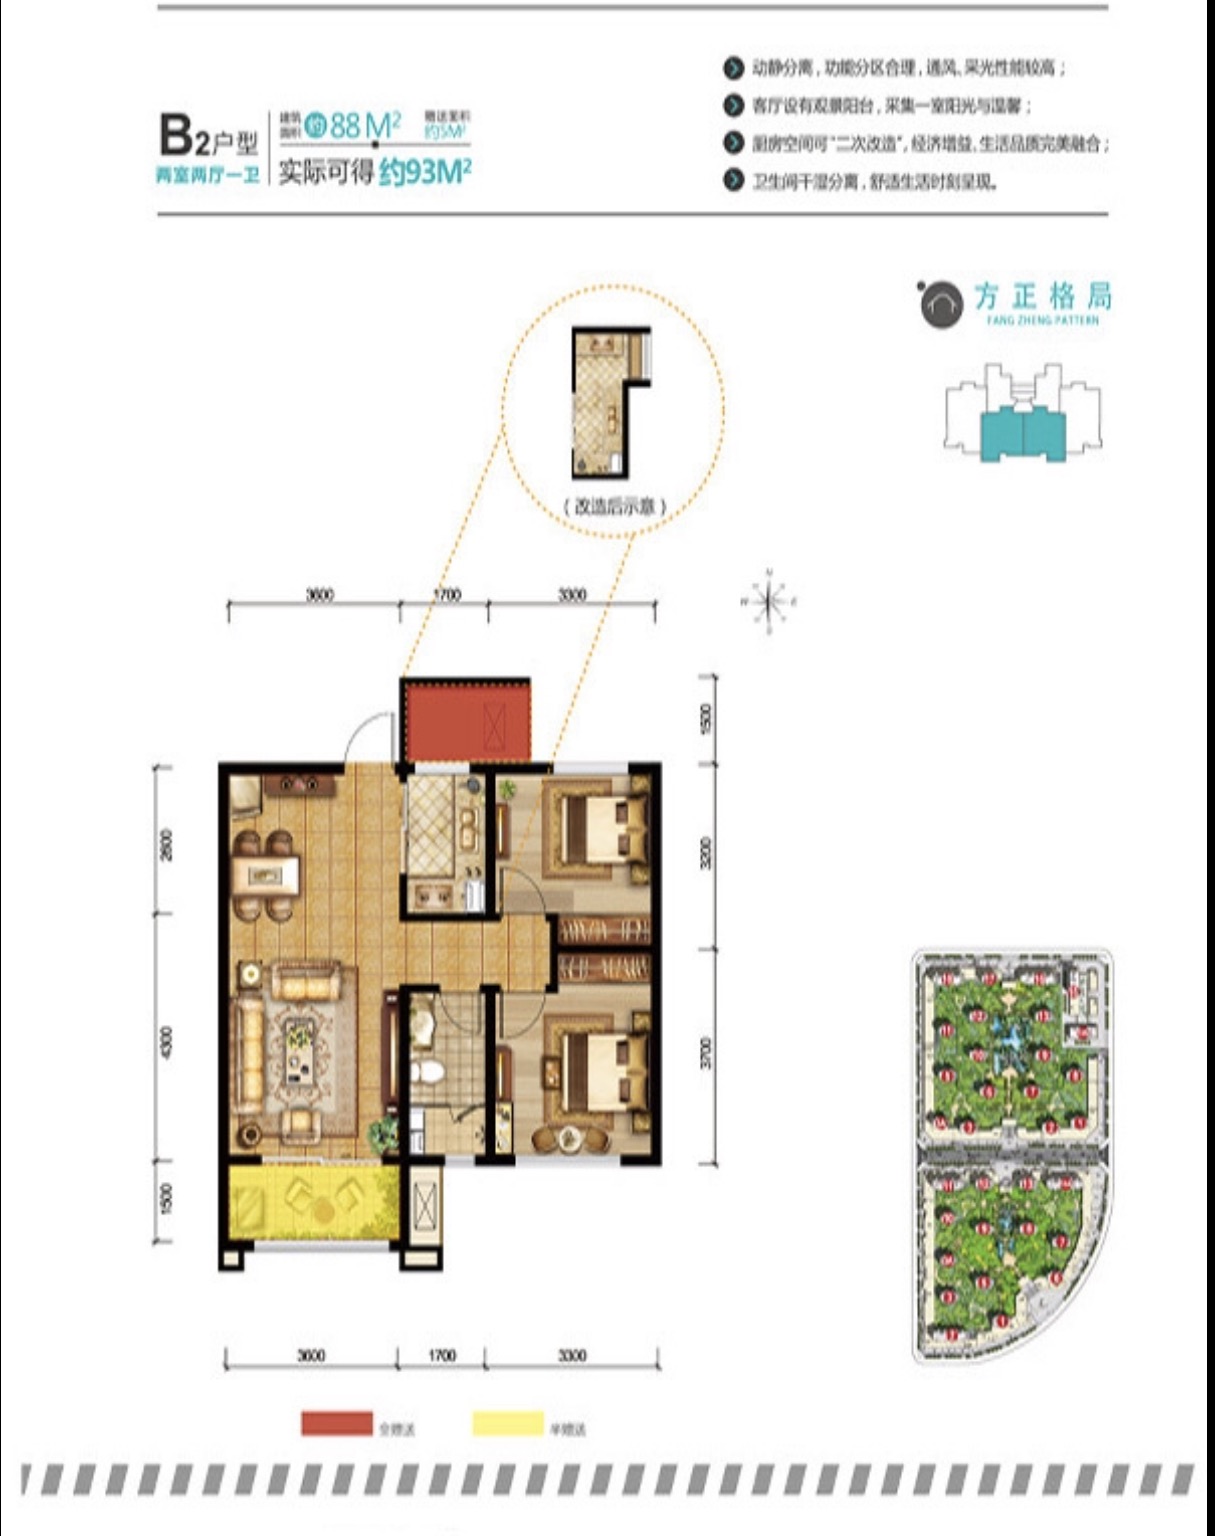 B2户型
两室两厅一卫
建筑面积 约 88M²
赠送面积 约5M²
实际可得 约93M²
动静分离，功能分区合理，通风、采光性能较高；
客厅设有观景阳台，采集一室阳光与温馨；
厨房空间可“二次改造”，经济增益、生活品质完美融合；
卫生间干湿分离，舒适生活时刻呈现。
方正格局
FANG ZHENG PATTERN
（改造后示意）
3600 1700 3300
N
W E
1500
3200
3700
2600
4300
1500
3600 1700 3300
全赠送 半赠送